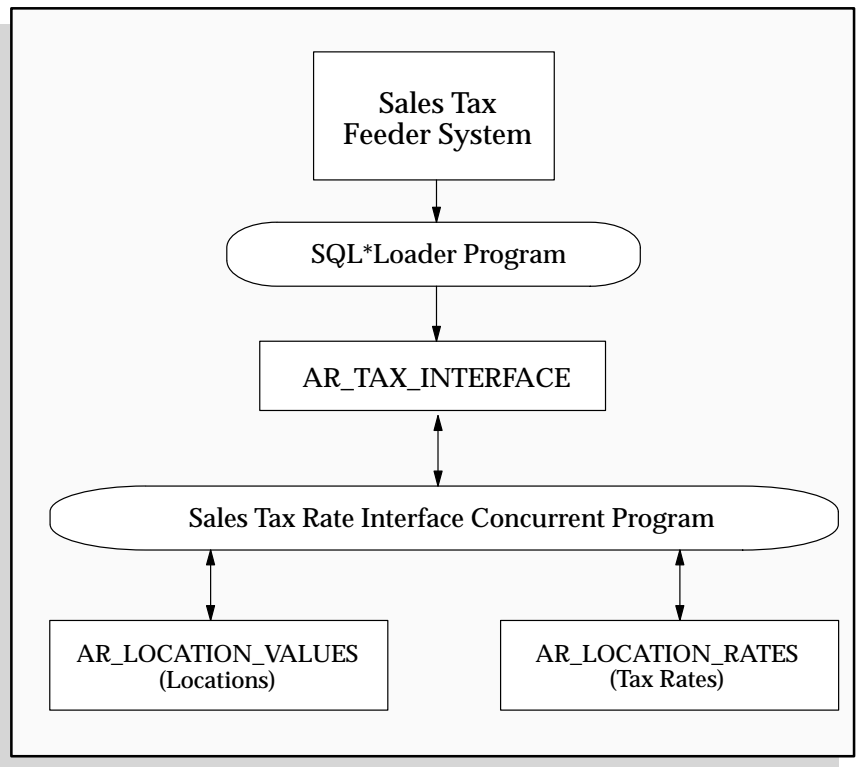 Sales Tax
Feeder System
SQL*Loader Program
AR_TAX_INTERFACE
Sales Tax Rate Interface Concurrent Program
AR_LOCATION_VALUES
(Locations)
AR_LOCATION_RATES
(Tax Rates)